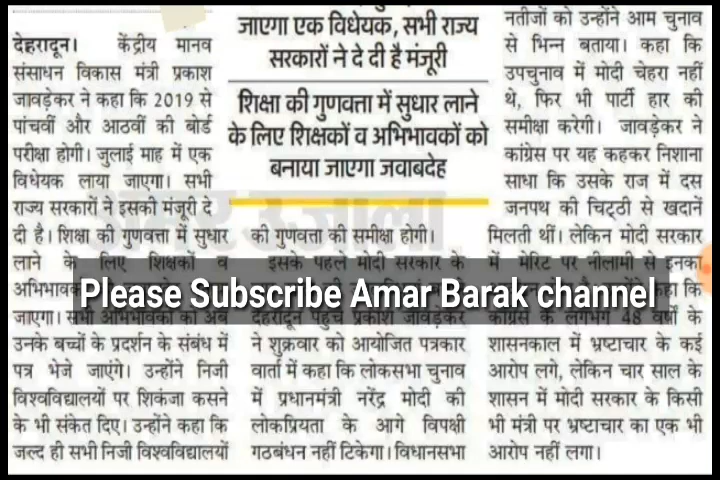 जाएगा एक विधेयक, सभी राज्य
सरकारों ने दे दी है मंजूरी
शिक्षा की गुणवत्ता में सुधार लाने
के लिए शिक्षकों व अभिभावकों को
बनाया जाएगा जवाबदेह
देहरादून। केंद्रीय मानव
संसाधन विकास मंत्री प्रकाश
जावड़ेकर ने कहा कि 2019 से
पांचवीं और आठवीं की बोर्ड
परीक्षा होगी। जुलाई माह में एक
विधेयक लाया जाएगा। सभी
राज्य सरकारों ने इसको मंजूरी दे
दी है। शिक्षा की गुणवत्ता में सुधार
लाने के लिए शिक्षकों व
जाएगा। सभी अभिभावकों को अब
उनके बच्चों के प्रदर्शन के संबंध में
पत्र भेजे जाएंगे। उन्होंने निजी
विश्वविद्यालयों पर शिकंजा कसने
के भी संकेत दिए। उन्होंने कहा कि
जल्द ही सभी निजी विश्वविद्यालयों
की गुणवत्ता की समीक्षा होगी।
इसके पहले मोदी सरकार के
देहरादून पहुंचे प्रकाश जावड़ेकर
ने शुक्रवार को आयोजित पत्रकार
वार्ता में कहा कि लोकसभा चुनाव
में प्रधानमंत्री नरेंद्र मोदी की
लोकप्रियता के आगे विपक्षी
गठबंधन नहीं टिकेगा। विधानसभा
नतीजों को उन्होंने आम चुनाव
से भिन्न बताया। कहा कि
उपचुनाव में मोदी चेहरा नहीं
थे, फिर भी पार्टी हार की
समीक्षा करेगी। जावड़ेकर ने
कांग्रेस पर यह कहकर निशाना
साधा कि उसके राज में दस
जनपथ की चिट्ठी से खदानें
मिलती थीं। लेकिन मोदी सरकार
में मेरिट पर नीलामी से इनका
कहा कि
कांग्रेस के लगभग 48 वर्षों के
शासनकाल में भ्रष्टाचार के कई
आरोप लगे, लेकिन चार साल के
शासन में मोदी सरकार के किसी
भी मंत्री पर भ्रष्टाचार का एक भी
आरोप नहीं लगा।
अमर उजाला
Please Subscribe Amar Barak channel